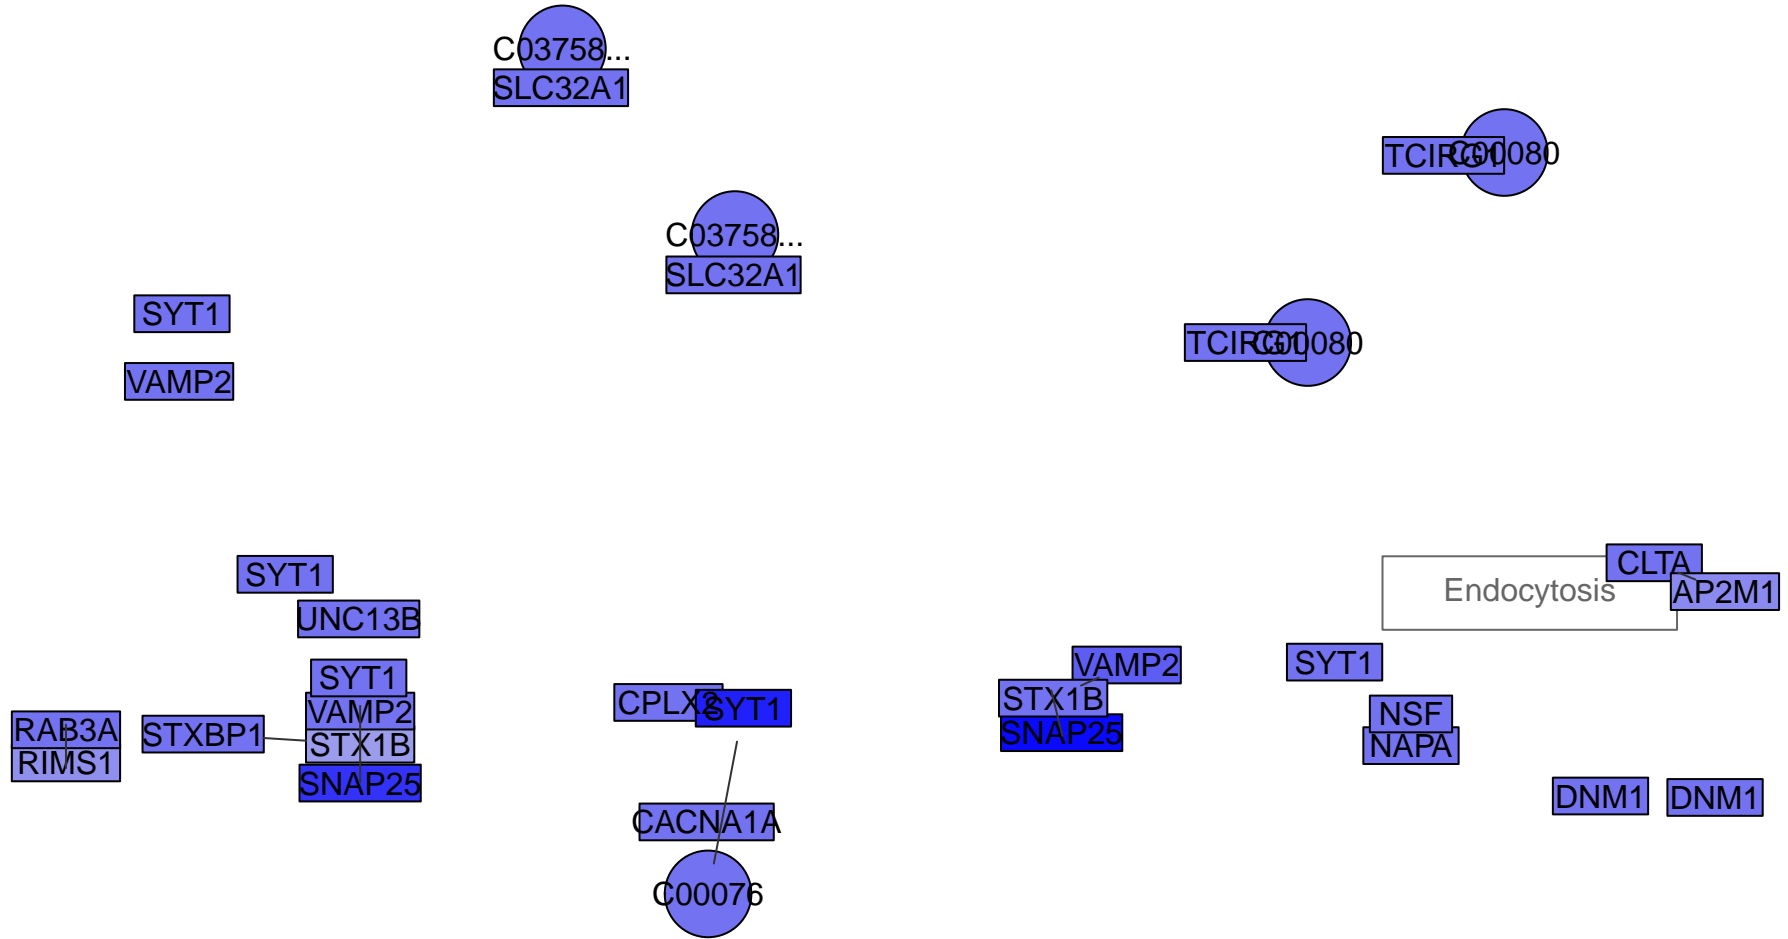 C03758...
SLC32A1
TCIRG1
C00080
C03758...
SLC32A1
SYT1
TCIRG1
C00080
VAMP2
SYT1
CLTA
Endocytosis
AP2M1
UNC13B
SYT1
VAMP2
SYT1
CPLX2
SYT1
STX1B
VAMP2
NSF
RAB3A
STXBP1
STX1B
SNAP25
NAPA
RIMS1
SNAP25
DNM1
DNM1
CACNA1A
C00076